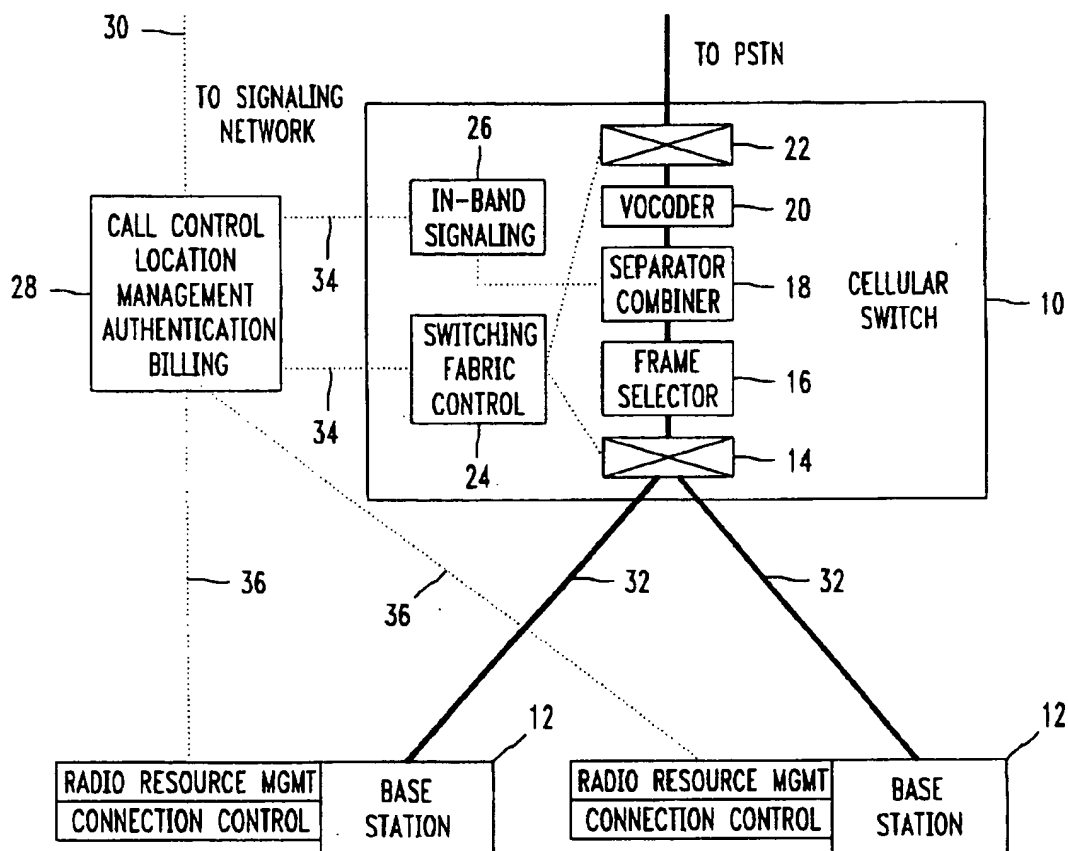 30
TO PSTN
TO SIGNALING
NETWORK
26
22
IN-BAND
SIGNALING
VOCODER
20
CALL CONTROL
LOCATION
MANAGEMENT
AUTHENTICATION
BILLING
28
34
SEPARATOR
COMBINER
18
CELLULAR
SWITCH
10
SWITCHING
FABRIC
CONTROL
FRAME
SELECTOR
16
34
24
14
36
36
32
32
12
12
RADIO RESOURCE MGMT
CONNECTION CONTROL
BASE
STATION
RADIO RESOURCE MGMT
CONNECTION CONTROL
BASE
STATION